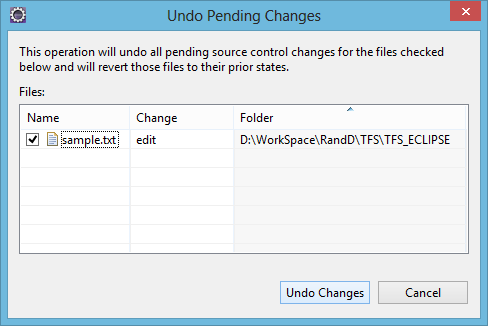 Undo Pending Changes
This operation will undo all pending source control changes for the files checked
below and will revert those files to their prior states.
Files:
Name Change Folder
sample.txt edit D:\WorkSpace\RandD\TFS\TFS_ECLIPSE
Undo Changes Cancel